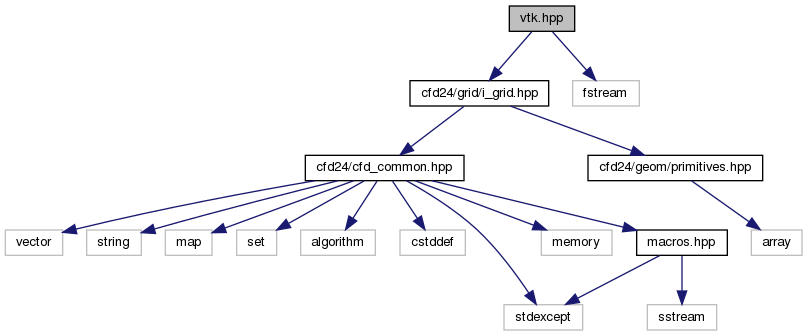 vtk.hpp
cfd24/grid/i_grid.hpp
fstream
cfd24/cfd_common.hpp
cfd24/geom/primitives.hpp
vector
string
map
set
algorithm
cstddef
memory
macros.hpp
array
stdexcept
sstream